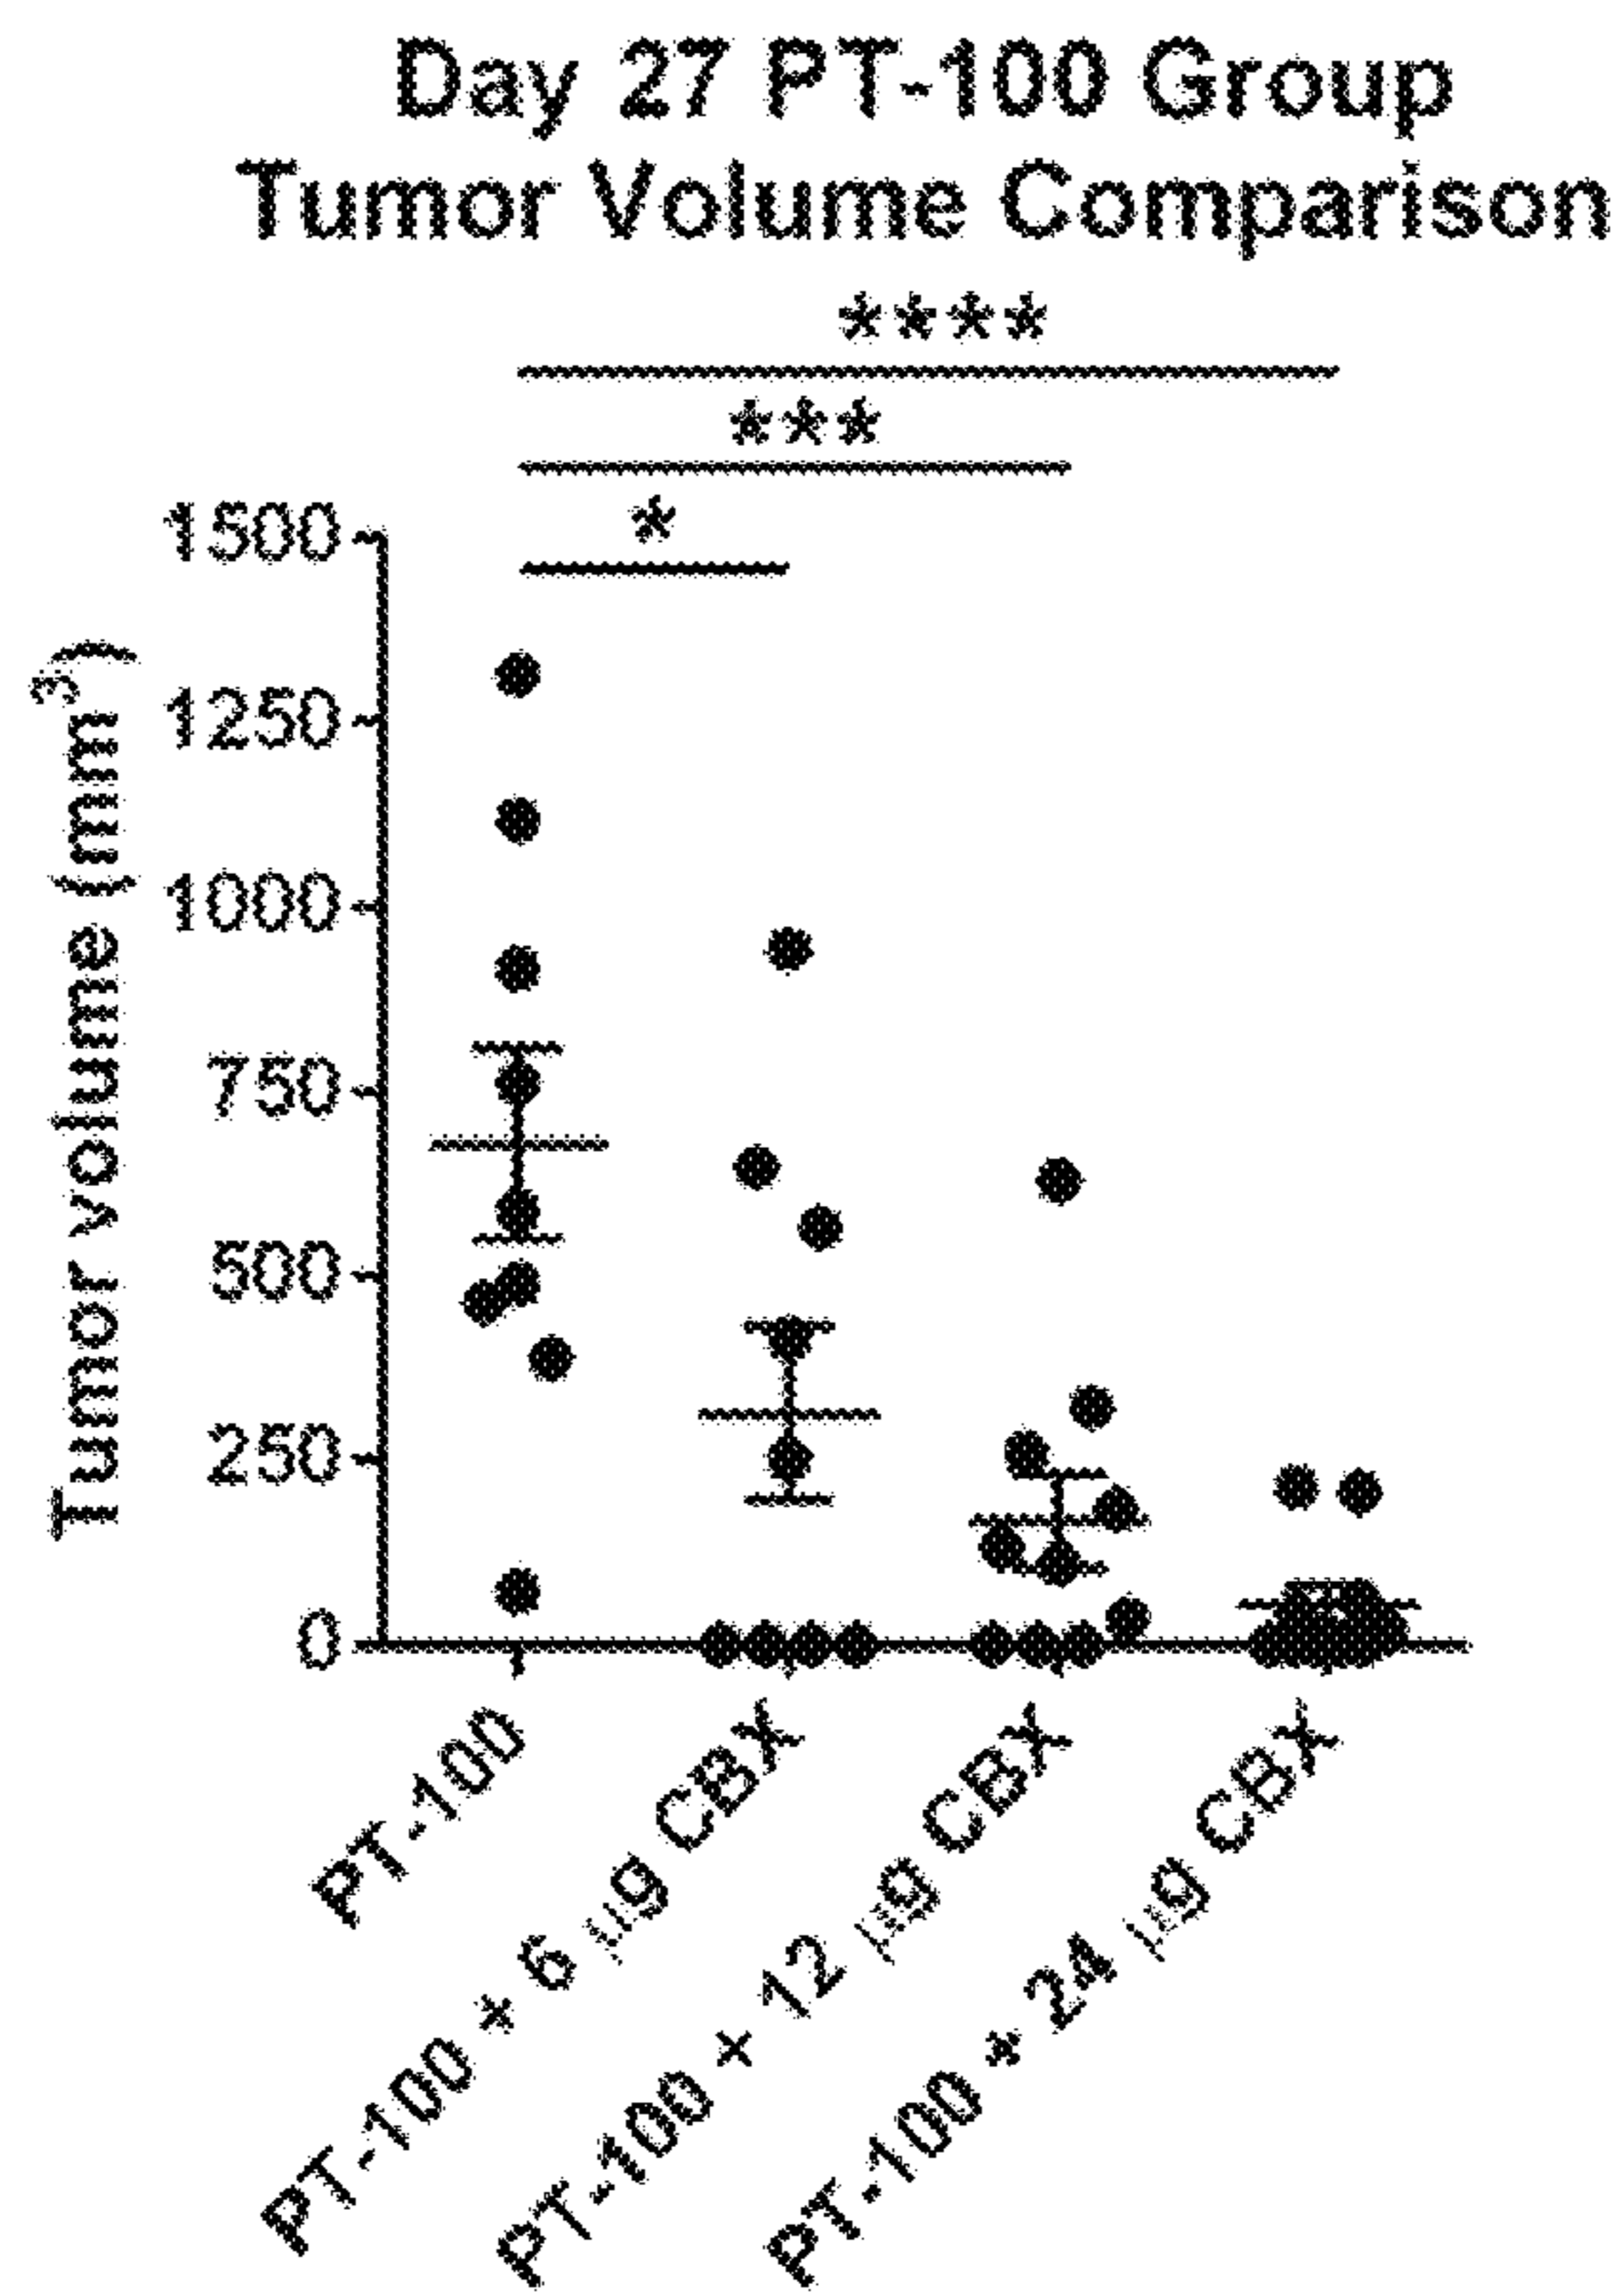 Day 27 PT-100 Group
Tumor Volume Comparison
****
***
*
1500
1250
1000
750
500
250
0
Tumor volume (mm³)
PT-100
PT-100 + 6 μg CBX
PT-100 + 12 μg CBX
PT-100 + 24 μg CBX